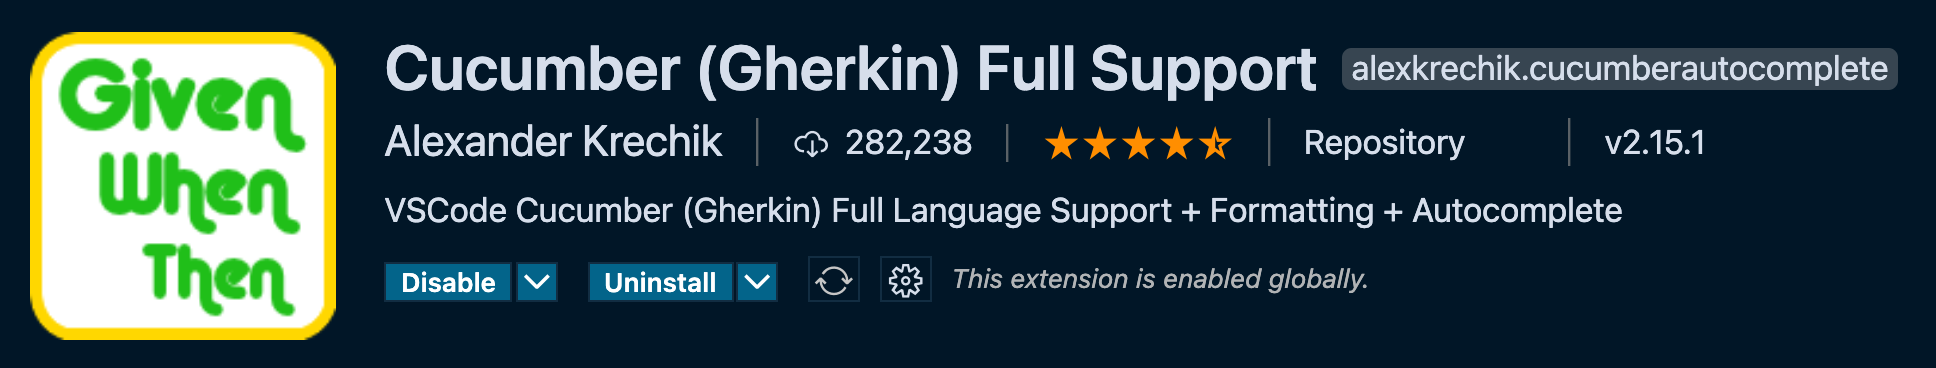 Given
When
Then
Cucumber (Gherkin) Full Support alexkrechik.cucumberautocomplete
Alexander Krechik 282,238 Repository v2.15.1
VSCode Cucumber (Gherkin) Full Language Support + Formatting + Autocomplete
Disable Uninstall This extension is enabled globally.